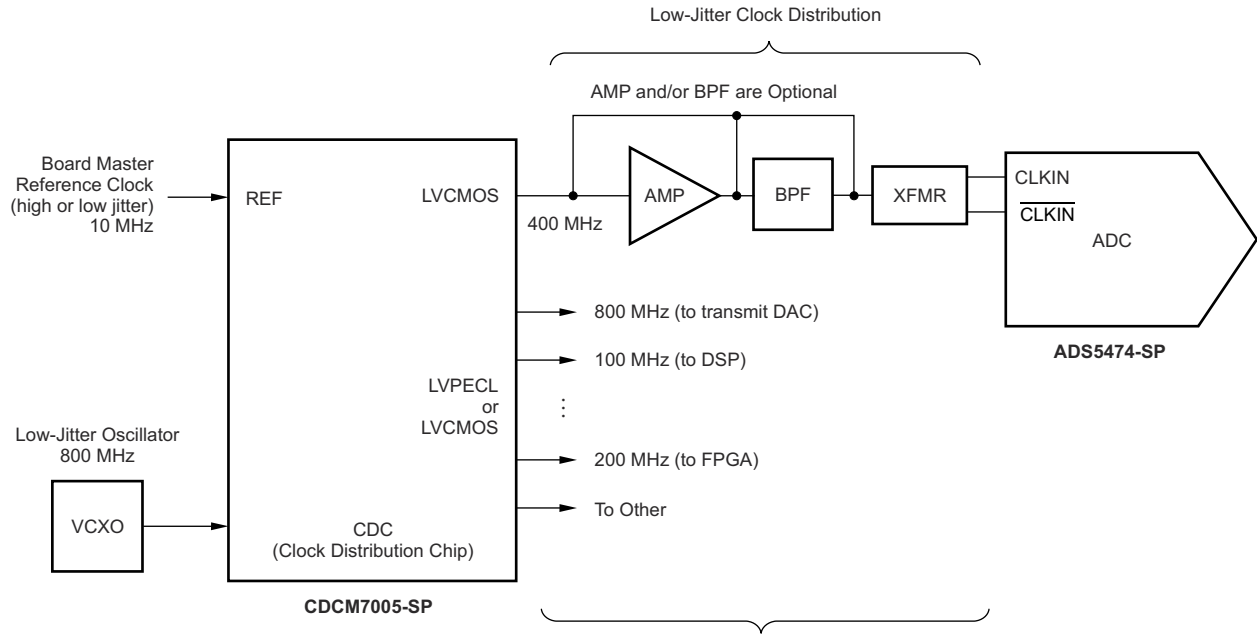 Low-Jitter Clock Distribution
AMP and/or BPF are Optional
Board Master
Reference Clock
(high or low jitter)
10 MHz
REF
LVCMOS
400 MHz
AMP
BPF
XFMR
CLKIN
CLKIN
ADC
ADS5474-SP
800 MHz (to transmit DAC)
100 MHz (to DSP)
LVPECL
or
LVCMOS
⋮
200 MHz (to FPGA)
To Other
Low-Jitter Oscillator
800 MHz
VCXO
CDC
(Clock Distribution Chip)
CDCM7005-SP